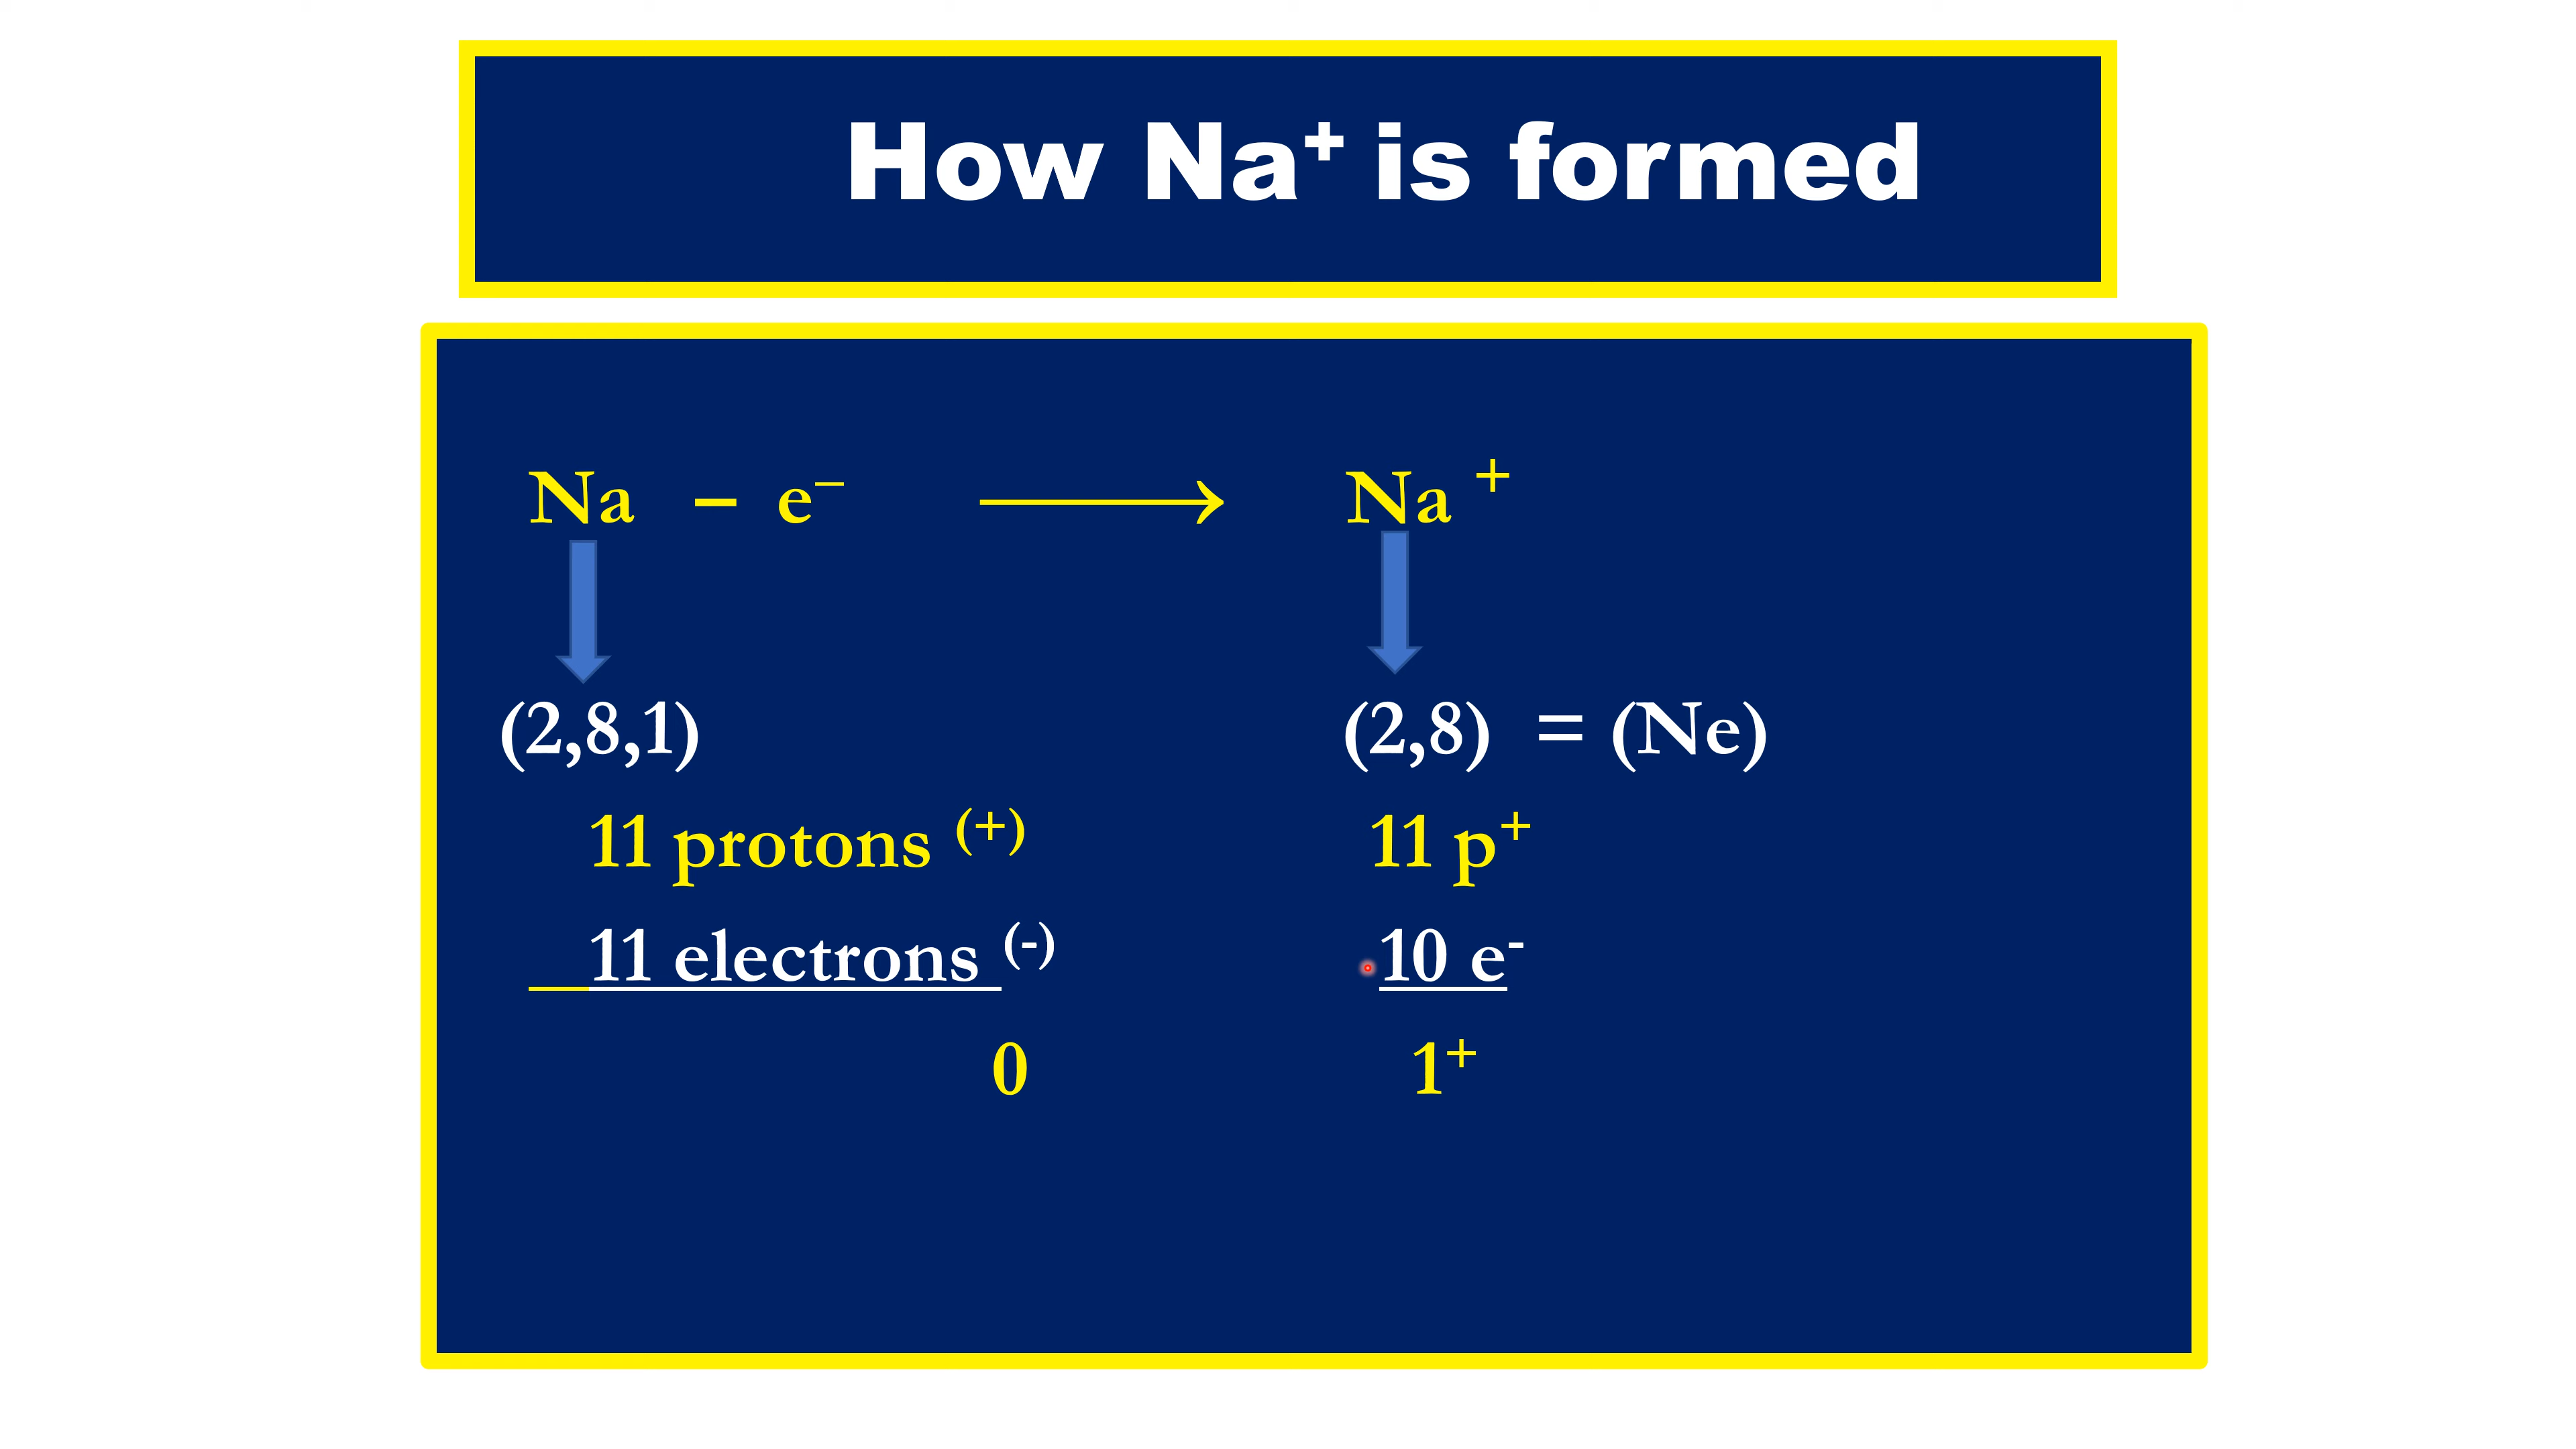 How Na⁺ is formed
Na – e⁻ ⟶ Na ⁺
(2,8,1) (2,8) = (Ne)
11 protons ⁽⁺⁾ 11 p⁺
11 electrons ⁽⁻⁾ 10 e⁻
0 1⁺